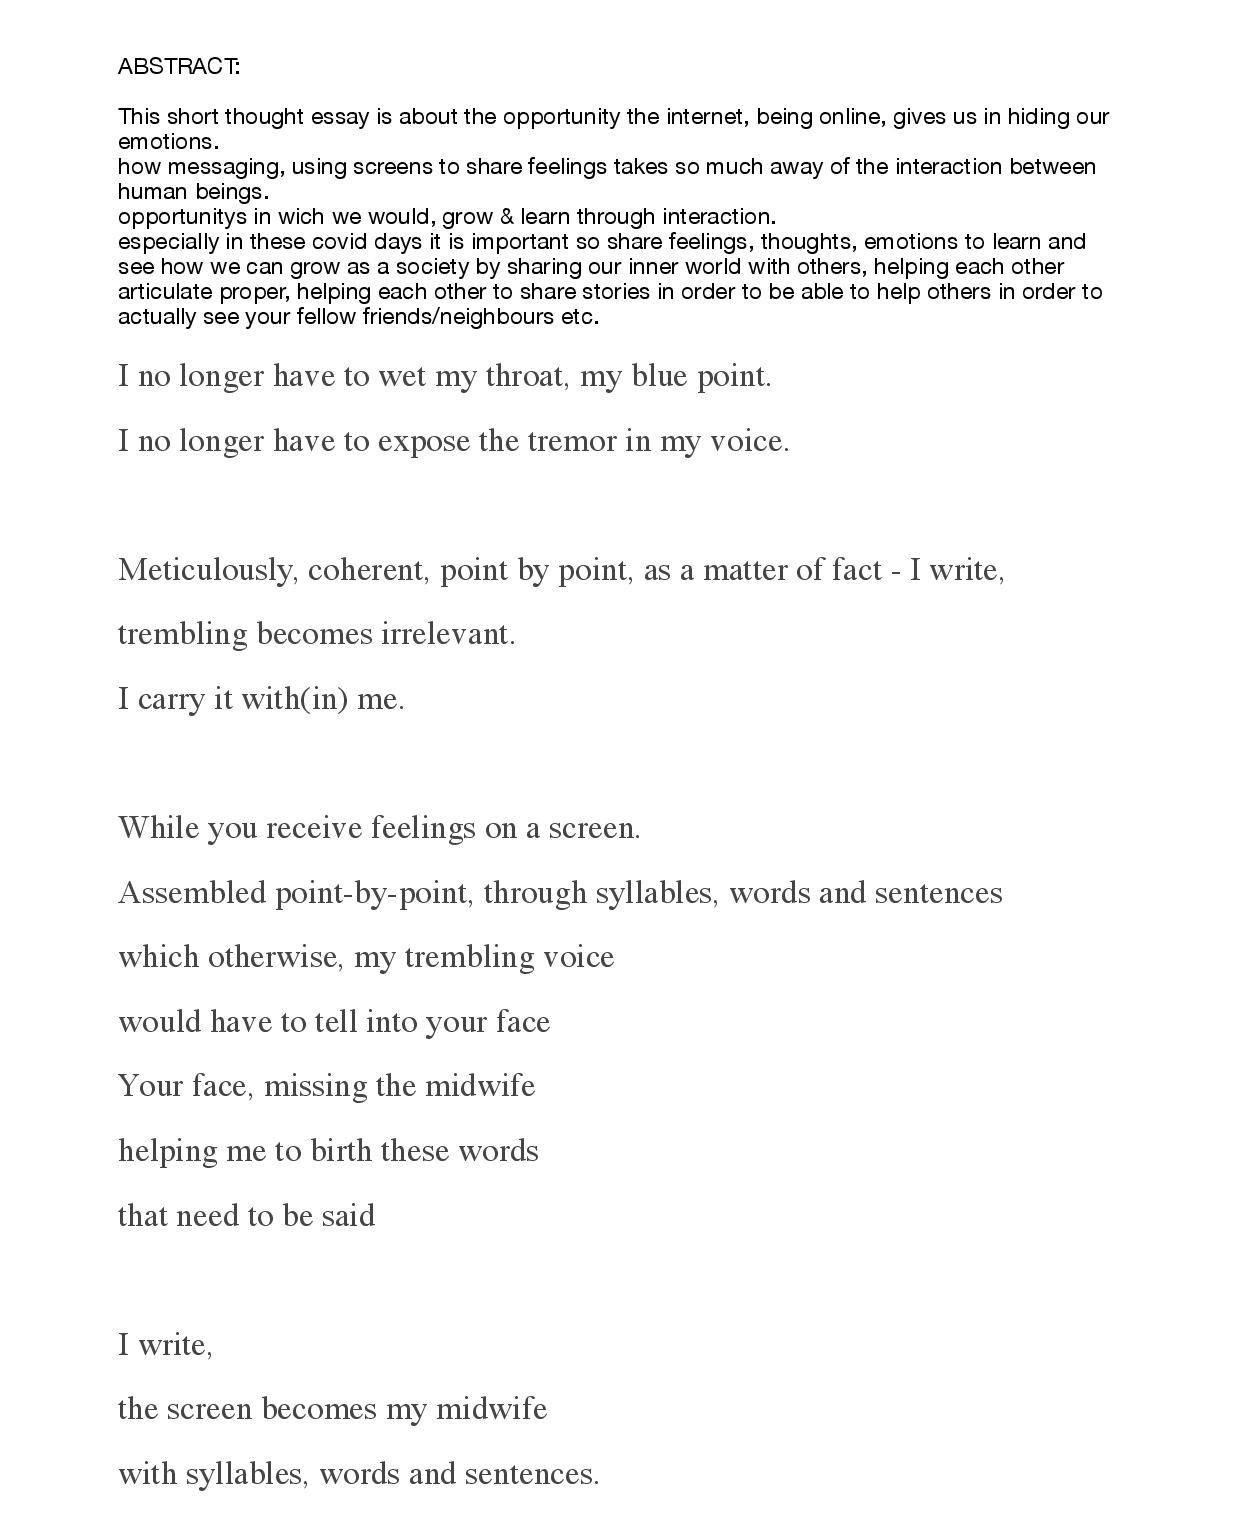 ABSTRACT:
This short thought essay is about the opportunity the internet, being online, gives us in hiding our
emotions.
how messaging, using screens to share feelings takes so much away of the interaction between
human beings.
opportunitys in wich we would, grow & learn through interaction.
especially in these covid days it is important so share feelings, thoughts, emotions to learn and
see how we can grow as a society by sharing our inner world with others, helping each other
articulate proper, helping each other to share stories in order to be able to help others in order to
actually see your fellow friends/neighbours etc.
I no longer have to wet my throat, my blue point.
I no longer have to expose the tremor in my voice.
Meticulously, coherent, point by point, as a matter of fact - I write,
trembling becomes irrelevant.
I carry it with(in) me.
While you receive feelings on a screen.
Assembled point-by-point, through syllables, words and sentences
which otherwise, my trembling voice
would have to tell into your face
Your face, missing the midwife
helping me to birth these words
that need to be said
I write,
the screen becomes my midwife
with syllables, words and sentences.